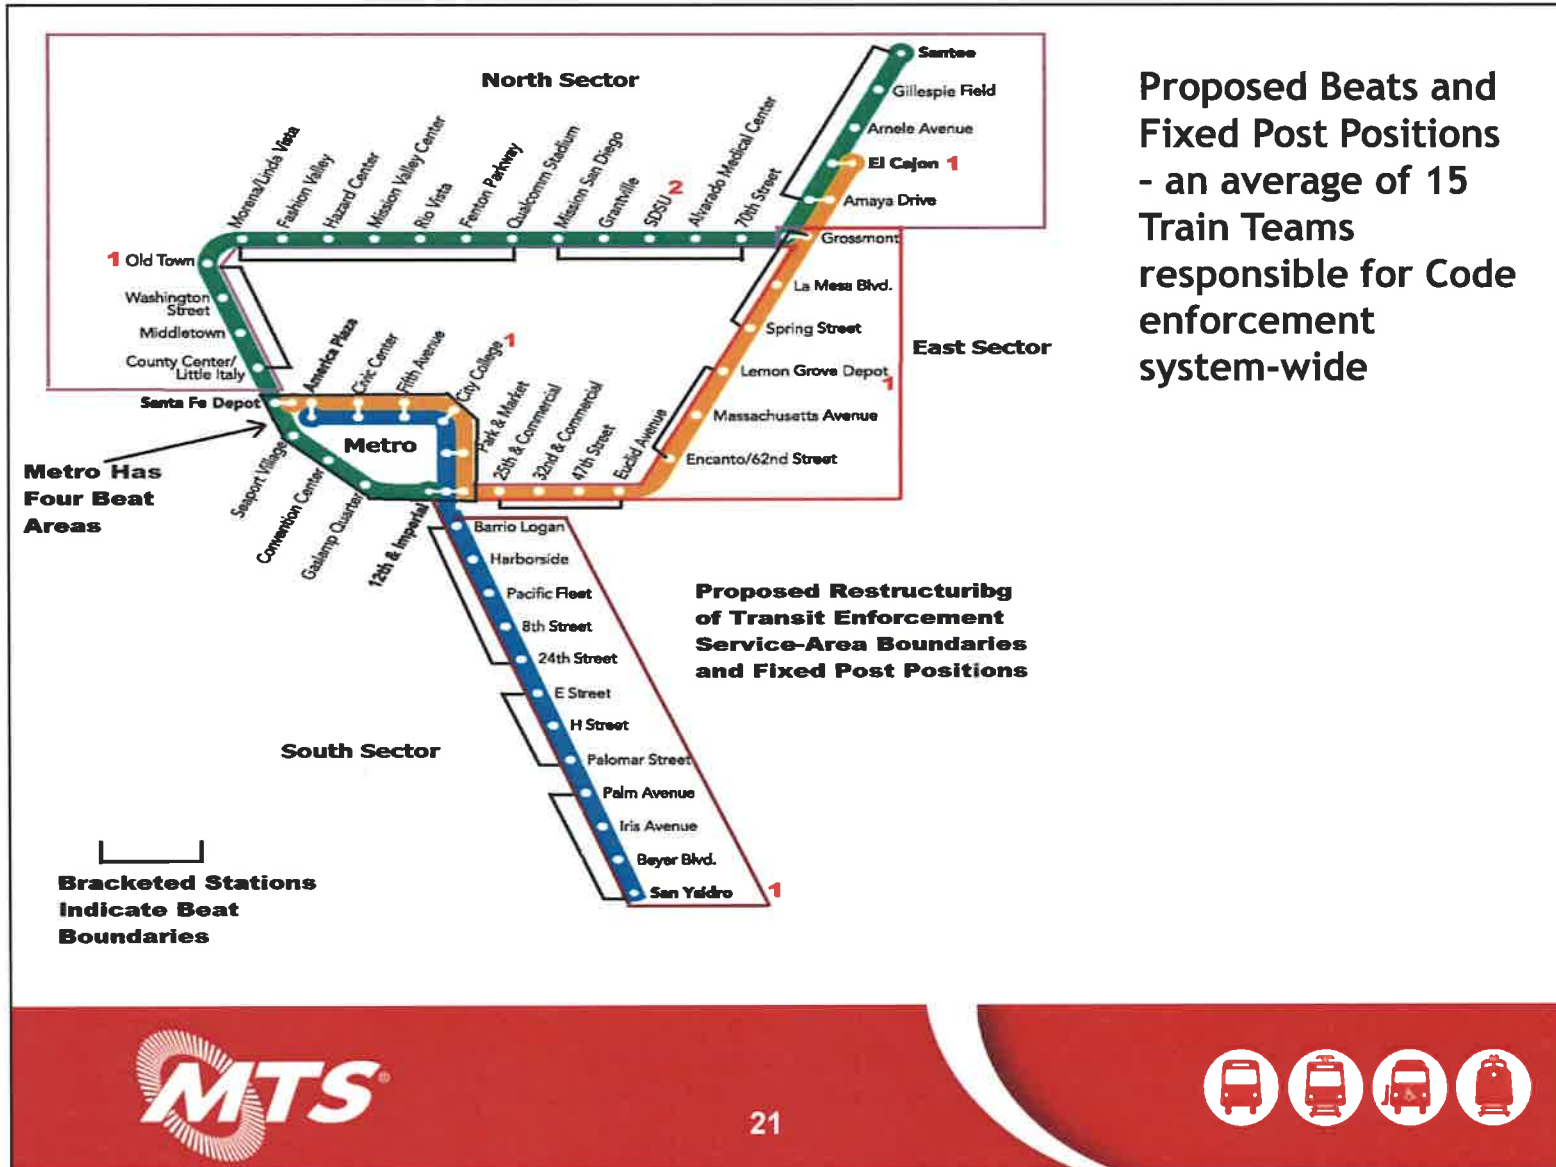 North Sector
Santee
Gillespie Field
Arnele Avenue
El Cajon 1
Amaya Drive
Grossmont
La Mesa Blvd.
Spring Street
Lemon Grove Depot
1
Massachusetts Avenue
Encanto/62nd Street
East Sector
Morena/Linda Vista
Fashion Valley
Hazard Center
Mission Valley Center
Rio Vista
Fenton Parkway
Qualcomm Stadium
Mission San Diego
Grantville
SDSU 2
Alvarado Medical Center
70th Street
1 Old Town
Washington
Street
Middletown
County Center/
Little Italy
Santa Fe Depot
America Plaza
Civic Center
Fifth Avenue
City College 1
Park & Market
25th & Commercial
32nd & Commercial
47th Street
Euclid Avenue
Metro
Metro Has
Four Beat
Areas
Seaport Village
Convention Center
Gaslamp Quarter
12th & Imperial
Barrio Logan
Harborside
Pacific Fleet
8th Street
24th Street
E Street
H Street
Palomar Street
Palm Avenue
Iris Avenue
Beyer Blvd.
San Ysidro 1
South Sector
Proposed Restructuribg
of Transit Enforcement
Service-Area Boundaries
and Fixed Post Positions
Bracketed Stations
Indicate Beat
Boundaries
Proposed Beats and
Fixed Post Positions
- an average of 15
Train Teams
responsible for Code
enforcement
system-wide
MTS®
21